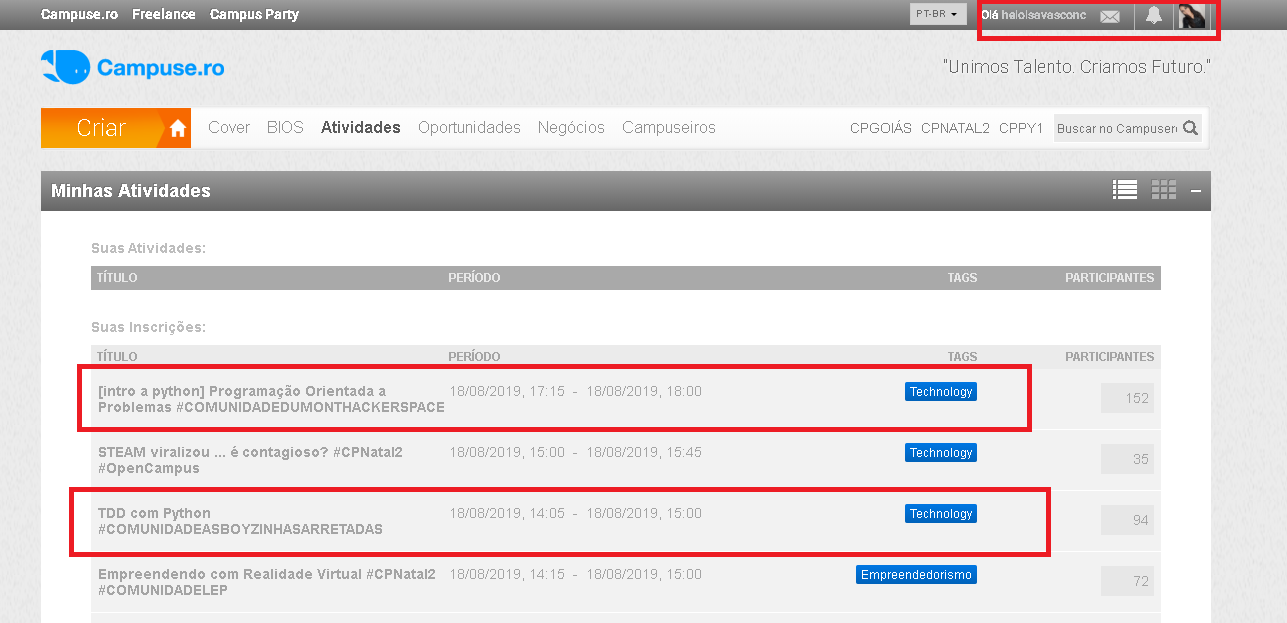 Campuse.ro Freelance Campus Party PT-BR Olá heloisavasconc
Campuse.ro
"Unimos Talento. Criamos Futuro."
Criar Cover BIOS Atividades Oportunidades Negócios Campuseiros CPGOIÁS CPNATAL2 CPPY1 Buscar no Campuser
Minhas Atividades
Suas Atividades:
TÍTULO PERÍODO TAGS PARTICIPANTES
Suas Inscrições:
TÍTULO PERÍODO TAGS PARTICIPANTES
[intro a python] Programação Orientada a 18/08/2019, 17:15 - 18/08/2019, 18:00 Technology 152
Problemas #COMUNIDADEDUMONTHACKERSPACE
STEAM viralizou ... é contagioso? #CPNatal2 18/08/2019, 15:00 - 18/08/2019, 15:45 Technology 35
#OpenCampus
TDD com Python 18/08/2019, 14:05 - 18/08/2019, 15:00 Technology 94
#COMUNIDADEASBOYZINHASARRETADAS
Empreendendo com Realidade Virtual #CPNatal2 18/08/2019, 14:15 - 18/08/2019, 15:00 Empreendedorismo 72
#COMUNIDADELEP